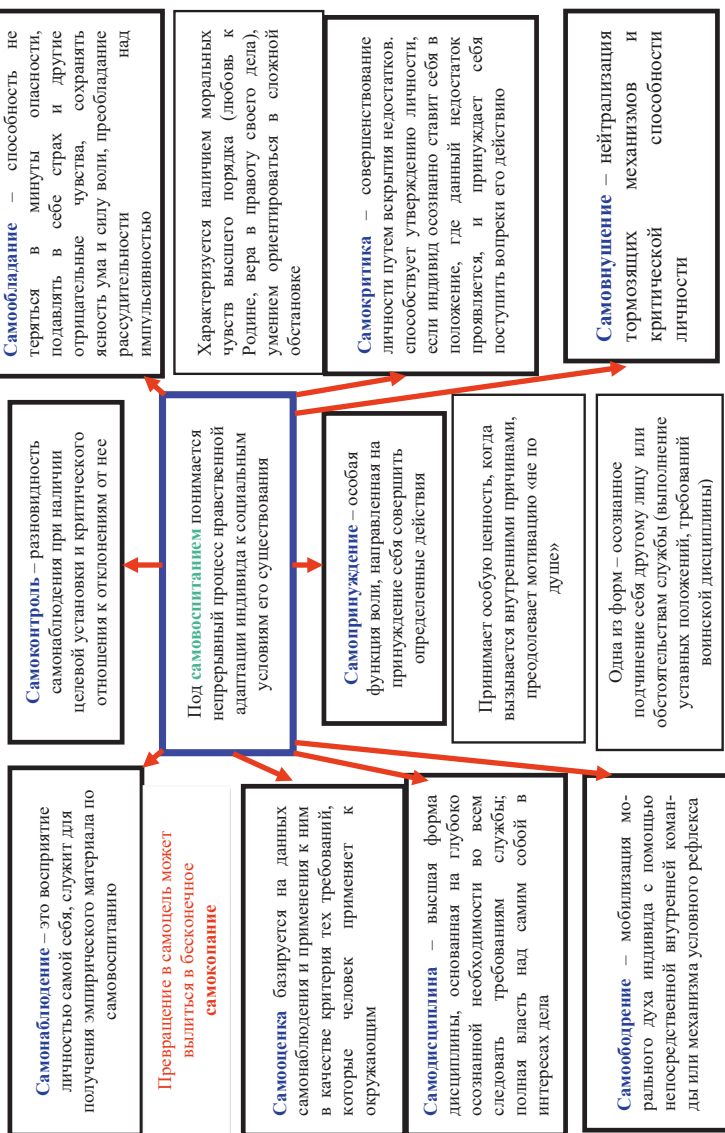 Самонаблюдение – это восприятие
личностью самой себя, служит для
получения эмпирического материала по
самовоспитанию
Превращение в самоцель может
вылиться в бесконечное
самокопание
Самооценка базируется на данных
самонаблюдения и применения к ним
в качестве критерия тех требований,
которые человек применяет к
окружающим
Самодисциплина – высшая форма
дисциплины, основанная на глубоко
осознанной необходимости во всем
следовать требованиям службы;
полная власть над самим собой в
интересах дела
Самоободрение – мобилизация мо-
рального духа индивида с помощью
непосредственной внутренней коман-
ды или механизма условного рефлекса
Самоконтроль – разновидность
самонаблюдения при наличии
целевой установки и критического
отношения к отклонениям от нее
Под самовоспитанием понимается
непрерывный процесс нравственной
адаптации индивида к социальным
условиям его существования
Самопринуждение – особая
функция воли, направленная на
принуждение себя совершить
определенные действия
Принимает особую ценность, когда
вызывается внутренними причинами,
преодолевает мотивацию «не по
душе»
Одна из форм – осознанное
подчинение себя другому лицу или
обстоятельствам службы (выполнение
уставных положений, требований
воинской дисциплины)
Самообладание – способность не
теряться в минуты опасности,
подавлять в себе страх и другие
отрицательные чувства, сохранять
ясность ума и силу воли, преобладание
рассудительности над
импульсивностью
Характеризуется наличием моральных
чувств высшего порядка (любовь к
Родине, вера в правоту своего дела),
умением ориентироваться в сложной
обстановке
Самокритика – совершенствование
личности путем вскрытия недостатков.
способствует утверждению личности,
если индивид осознанно ставит себя в
положение, где данный недостаток
проявляется, и принуждает себя
поступить вопреки его действию
Самовнушение – нейтрализация
тормозящих механизмов и
критической способности
личности